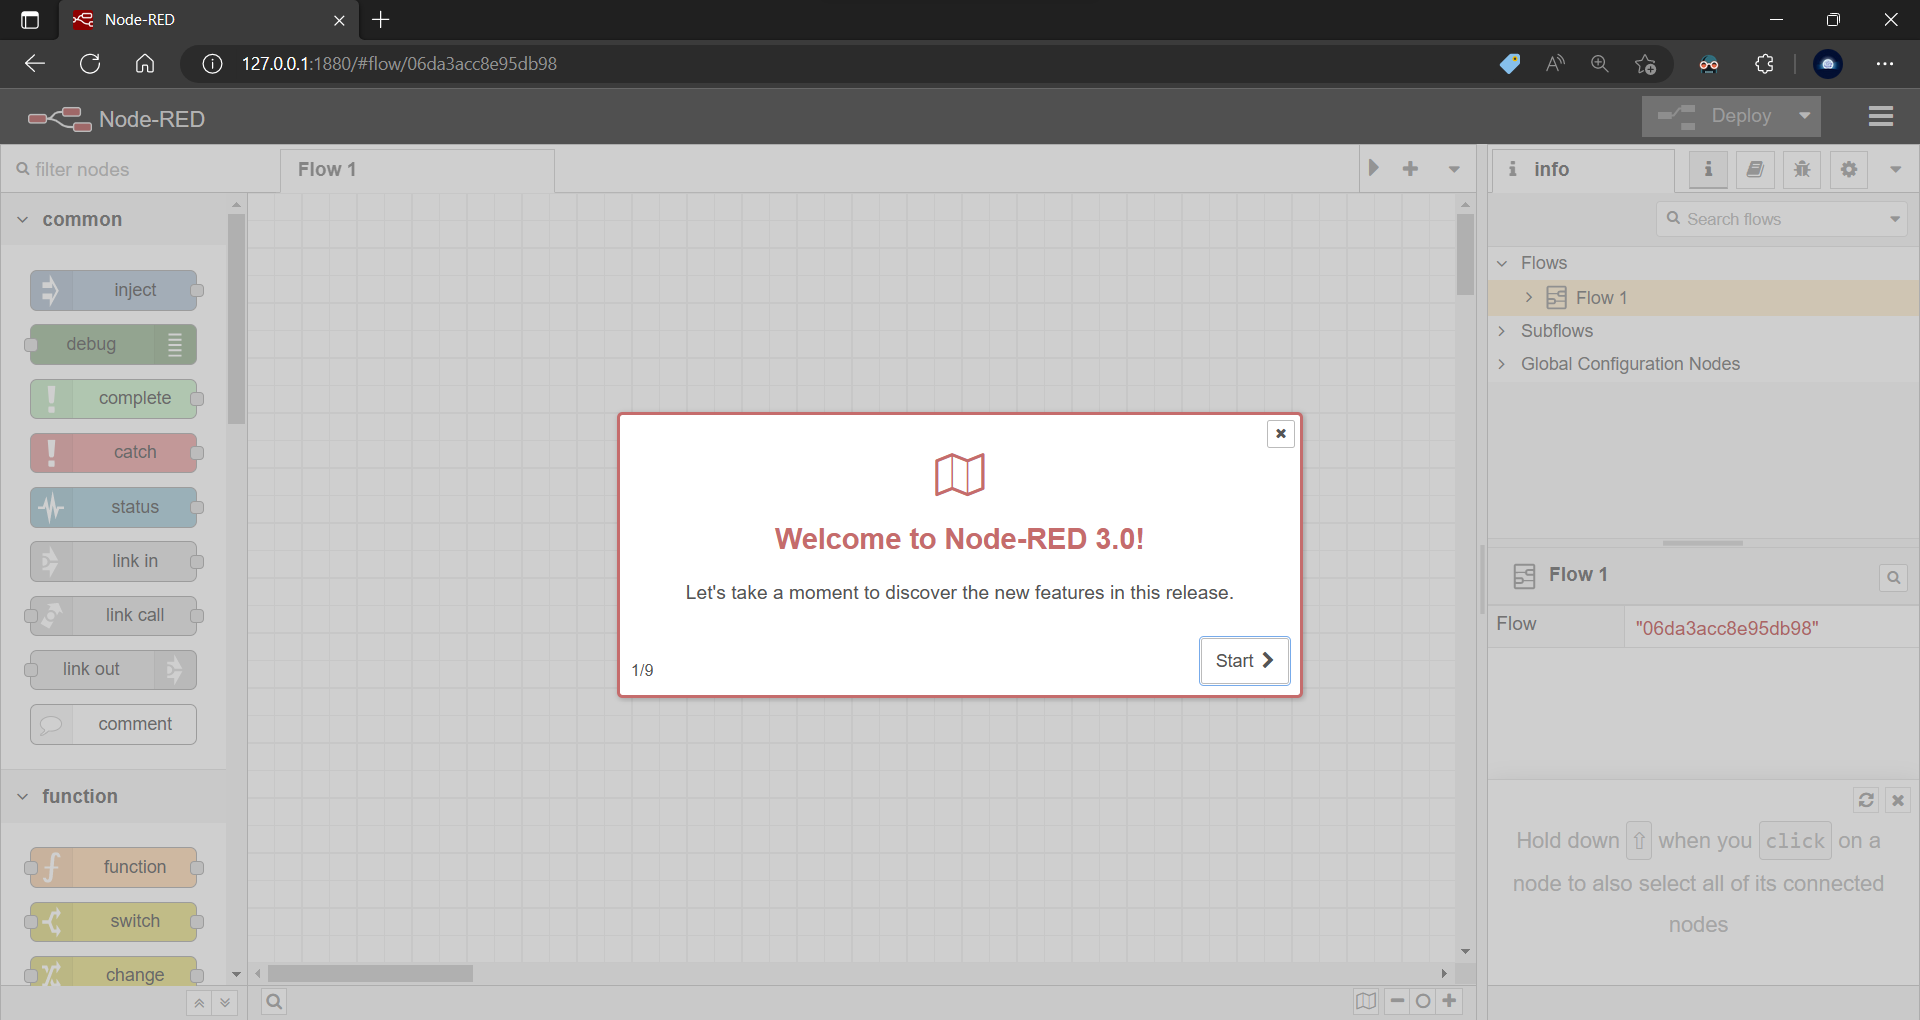 Node-RED
127.0.0.1:1880/#flow/06da3acc8e95db98
Node-RED
Deploy
filter nodes
Flow 1
info
common
Search flows
Flows
Flow 1
Subflows
Global Configuration Nodes
inject
debug
complete
catch
status
link in
link call
link out
comment
function
function
switch
change
Welcome to Node-RED 3.0!
Let's take a moment to discover the new features in this release.
1/9
Start
Flow 1
Flow "06da3acc8e95db98"
Hold down ⇧ when you click on a
node to also select all of its connected
nodes